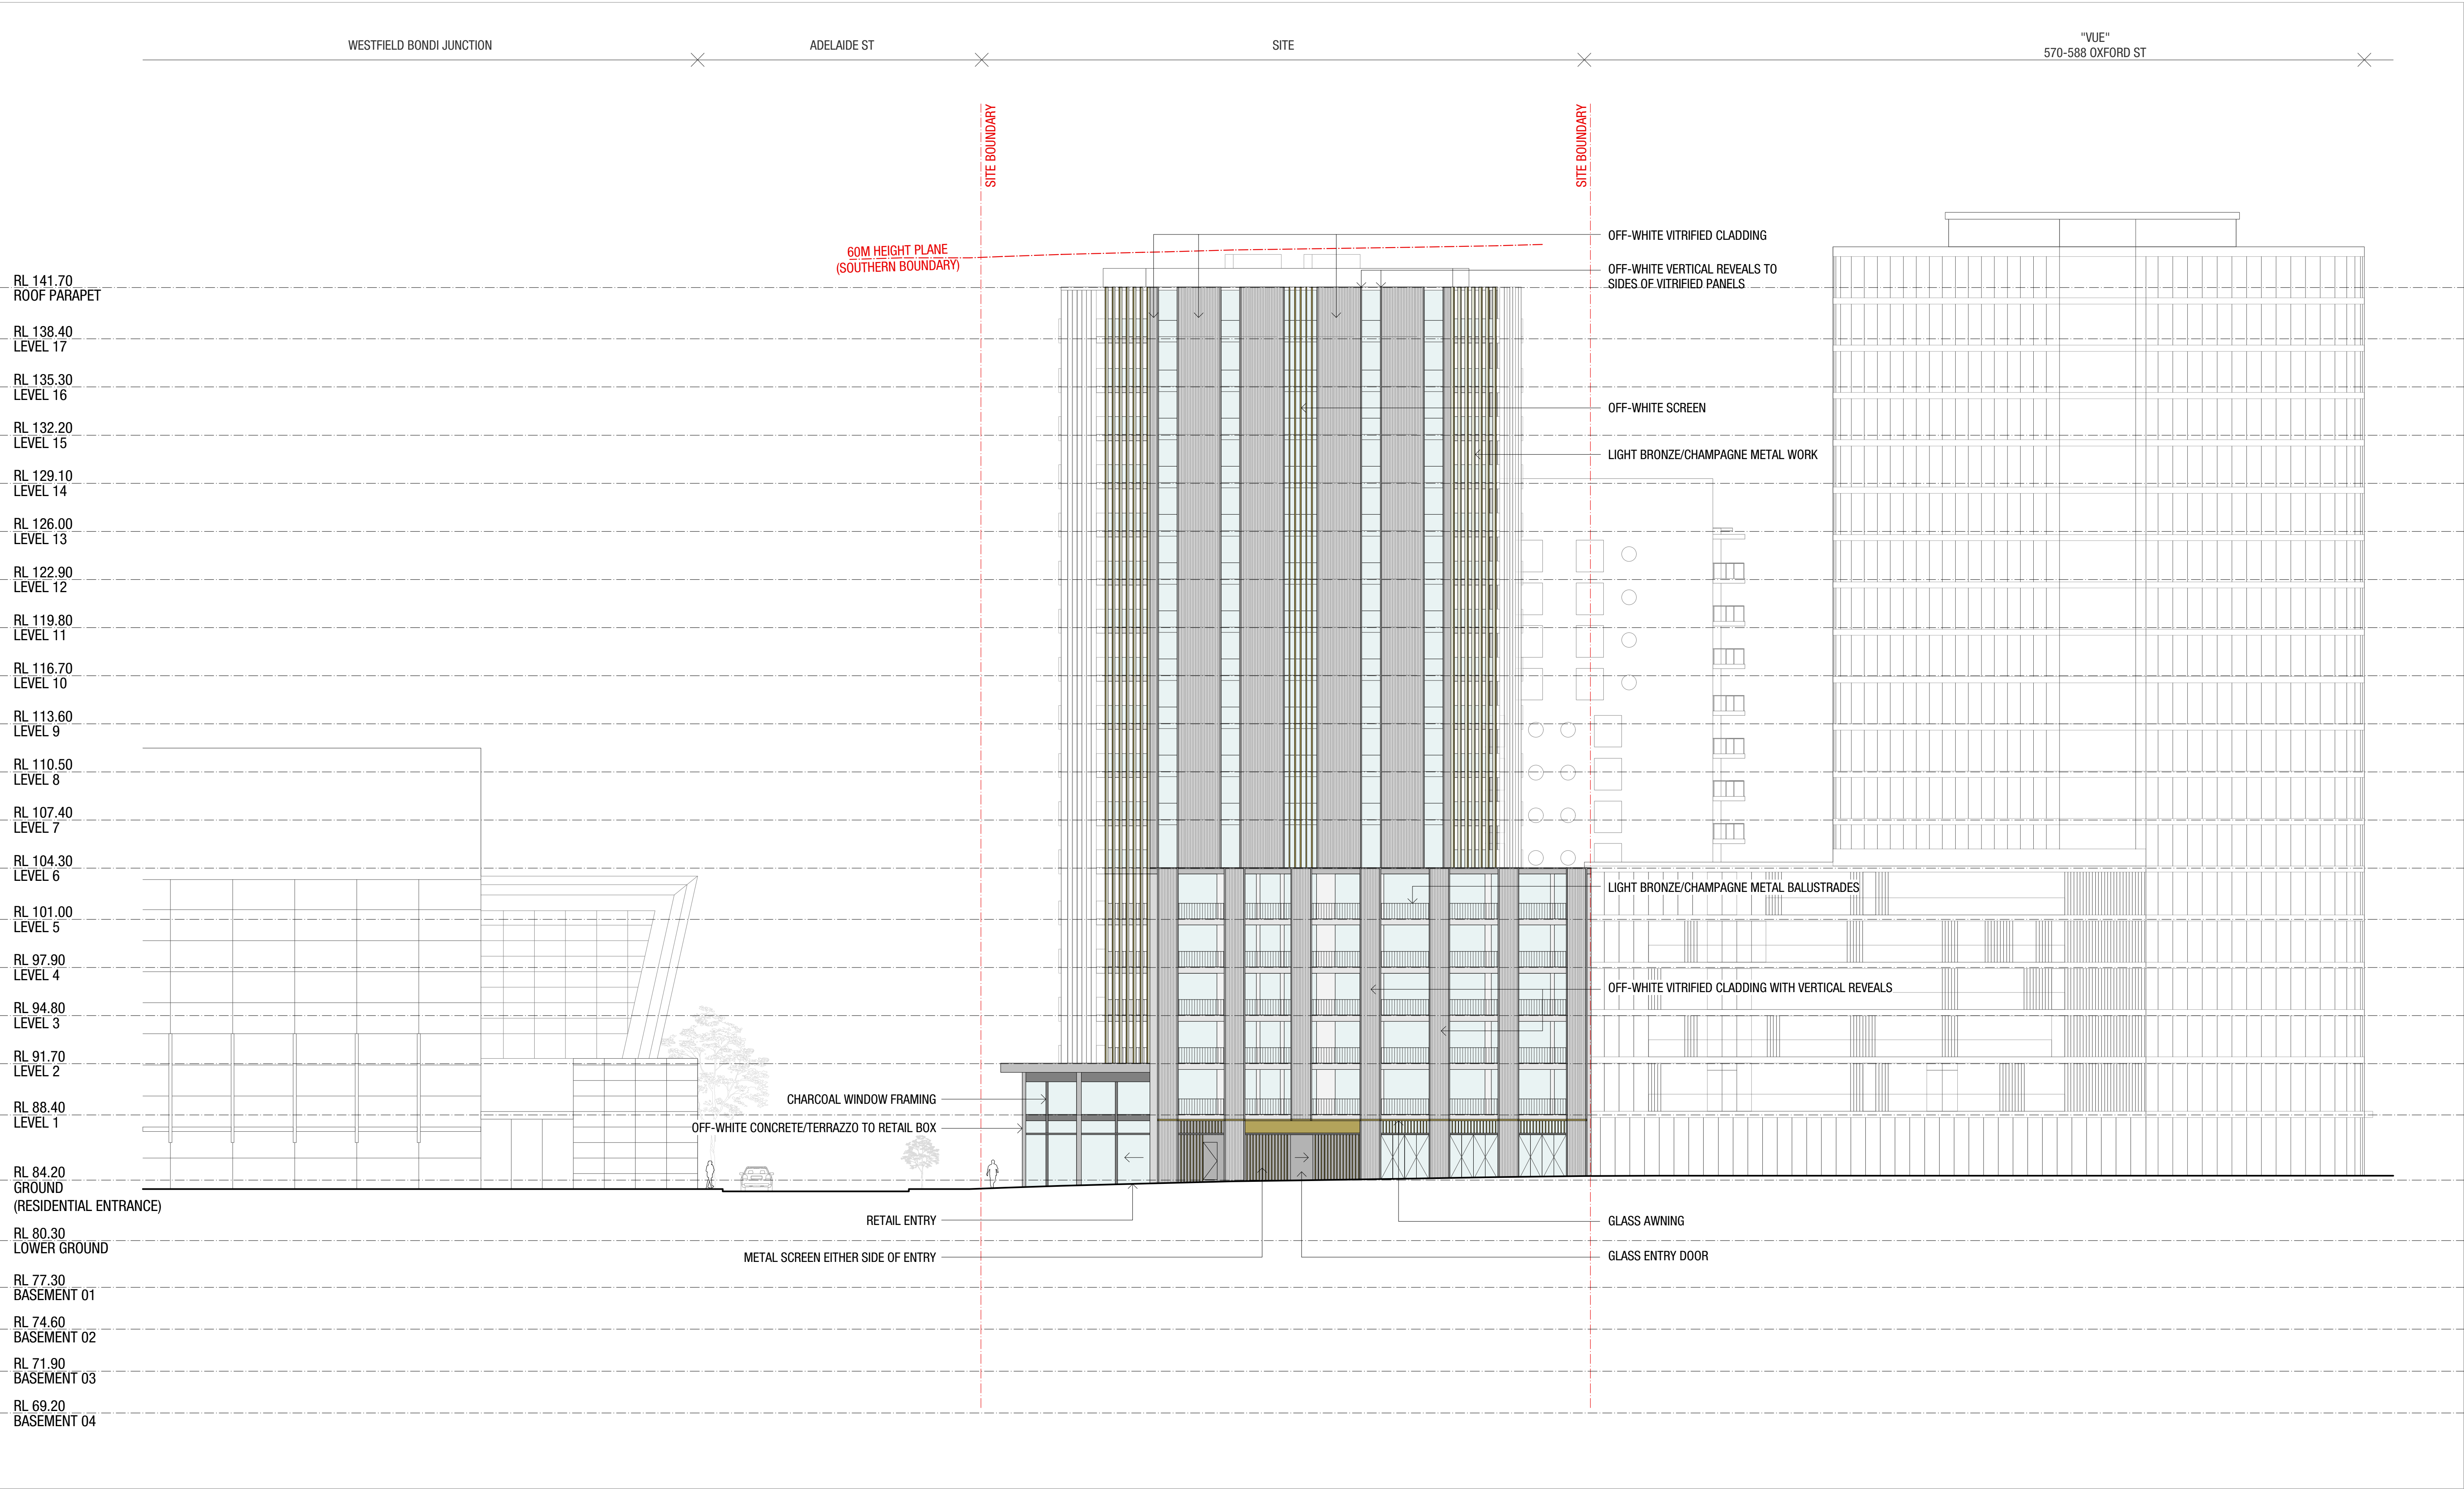 WESTFIELD BONDI JUNCTION
ADELAIDE ST
SITE
"VUE"
570-588 OXFORD ST
SITE BOUNDARY
SITE BOUNDARY
60M HEIGHT PLANE
(SOUTHERN BOUNDARY)
RL 141.70
ROOF PARAPET
RL 138.40
LEVEL 17
RL 135.30
LEVEL 16
RL 132.20
LEVEL 15
RL 129.10
LEVEL 14
RL 126.00
LEVEL 13
RL 122.90
LEVEL 12
RL 119.80
LEVEL 11
RL 116.70
LEVEL 10
RL 113.60
LEVEL 9
RL 110.50
LEVEL 8
RL 107.40
LEVEL 7
RL 104.30
LEVEL 6
RL 101.00
LEVEL 5
RL 97.90
LEVEL 4
RL 94.80
LEVEL 3
RL 91.70
LEVEL 2
RL 88.40
LEVEL 1
RL 84.20
GROUND
(RESIDENTIAL ENTRANCE)
RL 80.30
LOWER GROUND
RL 77.30
BASEMENT 01
RL 74.60
BASEMENT 02
RL 71.90
BASEMENT 03
RL 69.20
BASEMENT 04
CHARCOAL WINDOW FRAMING
OFF-WHITE CONCRETE/TERRAZZO TO RETAIL BOX
RETAIL ENTRY
METAL SCREEN EITHER SIDE OF ENTRY
OFF-WHITE VITRIFIED CLADDING
OFF-WHITE VERTICAL REVEALS TO
SIDES OF VITRIFIED PANELS
OFF-WHITE SCREEN
LIGHT BRONZE/CHAMPAGNE METAL WORK
LIGHT BRONZE/CHAMPAGNE METAL BALUSTRADES
OFF-WHITE VITRIFIED CLADDING WITH VERTICAL REVEALS
GLASS AWNING
GLASS ENTRY DOOR